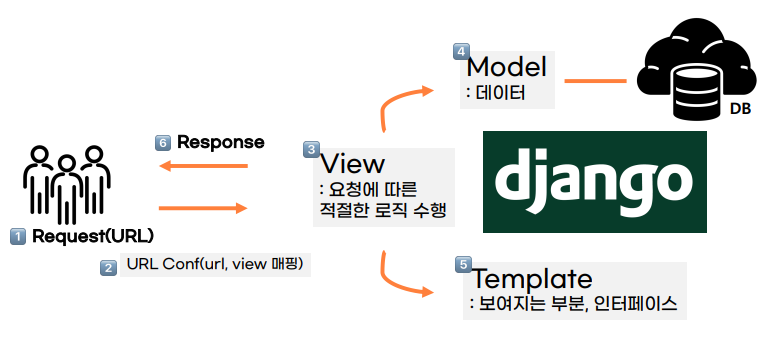 1 Request(URL)
2 URL Conf(url, view 매핑)
3 View
: 요청에 따른
적절한 로직 수행
4 Model
: 데이터
DB
django
5 Template
: 보여지는 부분, 인터페이스
6 Response